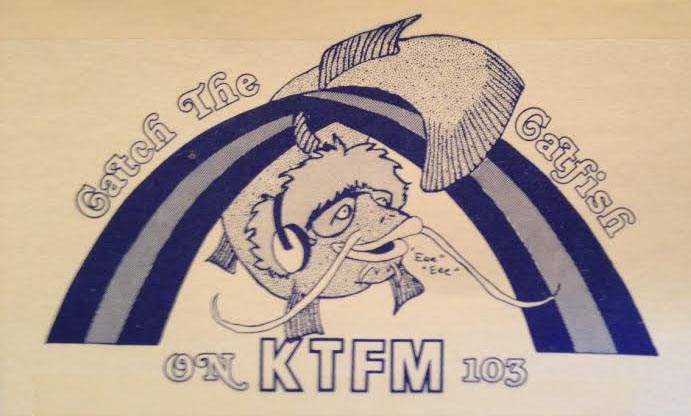 Catch The
Catfish
"Eee"
"Eee"
ON KTFM 103